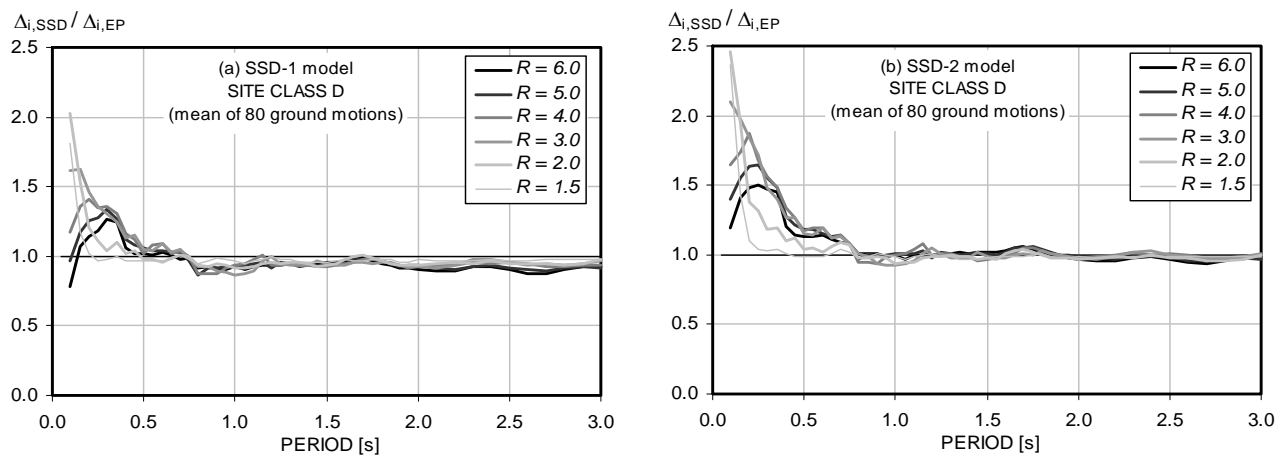 Δi,SSD / Δi,EP
2.5
2.0
1.5
1.0
0.5
0.0
0.0 0.5 1.0 1.5 2.0 2.5 3.0
PERIOD [s]
(a) SSD-1 model
SITE CLASS D
(mean of 80 ground motions)
R = 6.0
R = 5.0
R = 4.0
R = 3.0
R = 2.0
R = 1.5
Δi,SSD / Δi,EP
2.5
2.0
1.5
1.0
0.5
0.0
0.0 0.5 1.0 1.5 2.0 2.5 3.0
PERIOD [s]
(b) SSD-2 model
SITE CLASS D
(mean of 80 ground motions)
R = 6.0
R = 5.0
R = 4.0
R = 3.0
R = 2.0
R = 1.5